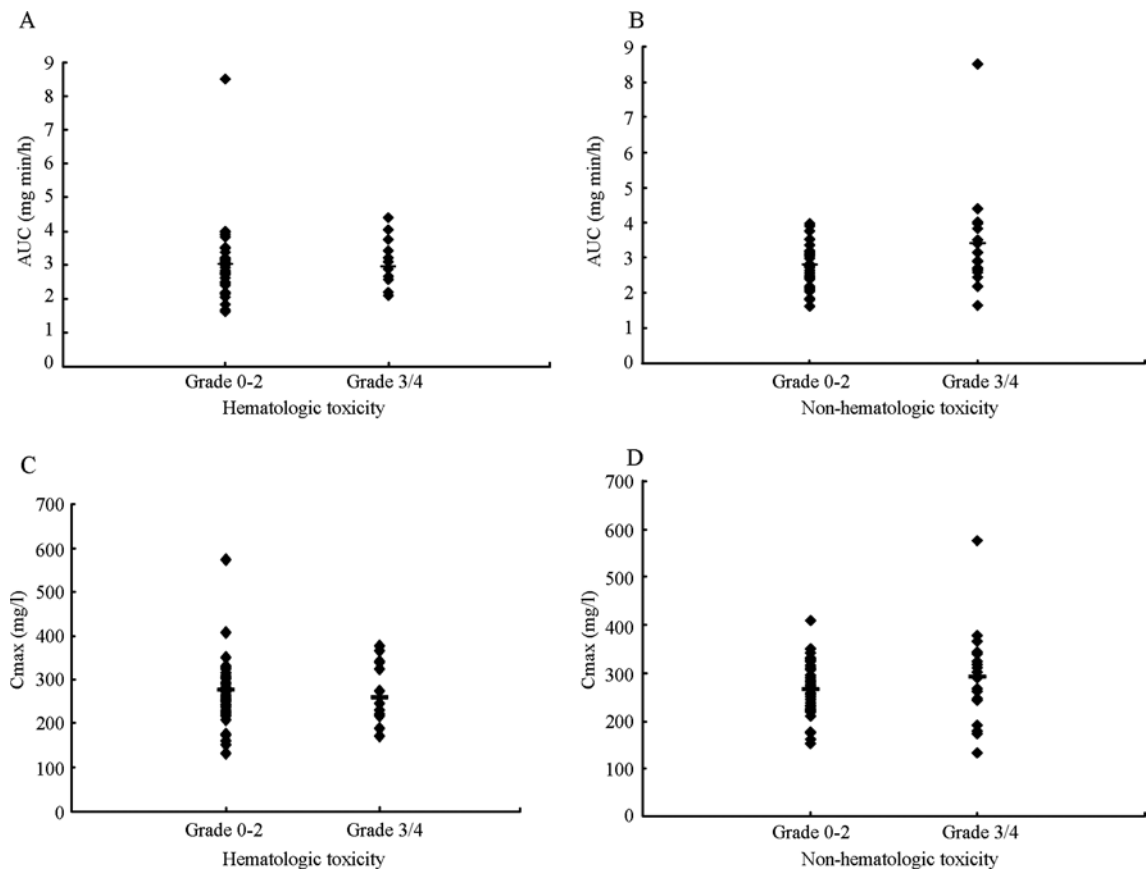 A
9
8
7
6
5
4
3
2
1
0
AUC (mg min/h)
Grade 0-2
Grade 3/4
Hematologic toxicity
B
9
8
7
6
5
4
3
2
1
0
AUC (mg min/h)
Grade 0-2
Grade 3/4
Non-hematologic toxicity
C
700
600
500
400
300
200
100
0
Cmax (mg/l)
Grade 0-2
Grade 3/4
Hematologic toxicity
D
700
600
500
400
300
200
100
0
Cmax (mg/l)
Grade 0-2
Grade 3/4
Non-hematologic toxicity